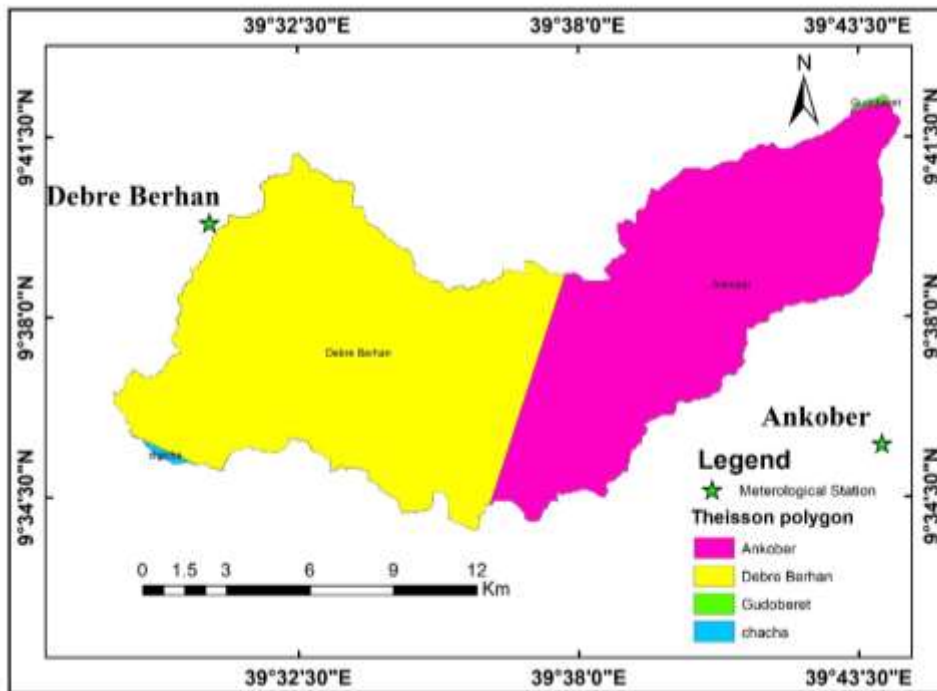 39°32'30"E 39°38'0"E 39°43'30"E
N
Gudoberet
9°41'30"N 9°41'30"N
Debre Berhan
9°38'0"N 9°38'0"N
Debre Berhan
Ankober
9°34'30"N 9°34'30"N
Legend
Meterological Station
Theisson polygon
Ankober
Debre Berhan
Gudoberet
chacha
0 1.5 3 6 9 12
Km
39°32'30"E 39°38'0"E 39°43'30"E